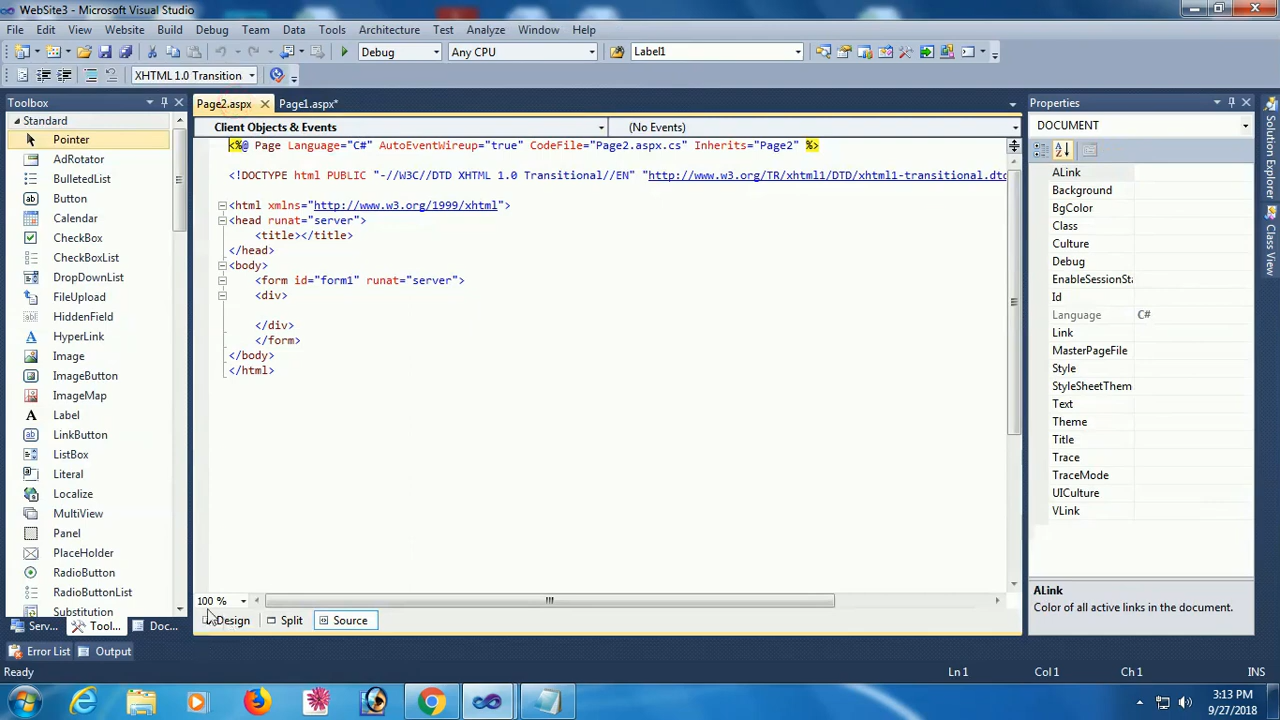 WebSite3 - Microsoft Visual Studio
File Edit View Website Build Debug Team Data Tools Architecture Test Analyze Window Help
Debug Any CPU Label1
XHTML 1.0 Transition
Toolbox
Standard
Pointer
AdRotator
BulletedList
Button
Calendar
CheckBox
CheckBoxList
DropDownList
FileUpload
HiddenField
HyperLink
Image
ImageButton
ImageMap
Label
LinkButton
ListBox
Literal
Localize
MultiView
Panel
PlaceHolder
RadioButton
RadioButtonList
Substitution
Serv... Tool... Doc...
Page2.aspx Page1.aspx*
Client Objects & Events (No Events)
<%@ Page Language="C#" AutoEventWireup="true" CodeFile="Page2.aspx.cs" Inherits="Page2" %>
<!DOCTYPE html PUBLIC "-//W3C//DTD XHTML 1.0 Transitional//EN" "http://www.w3.org/TR/xhtml1/DTD/xhtml1-transitional.dtd
<html xmlns="http://www.w3.org/1999/xhtml">
<head runat="server">
<title></title>
</head>
<body>
<form id="form1" runat="server">
<div>
</div>
</form>
</body>
</html>
100 %
Design Split Source
Properties
DOCUMENT
ALink
Background
BgColor
Class
Culture
Debug
EnableSessionSta
Id
Language C#
Link
MasterPageFile
Style
StyleSheetThem
Text
Theme
Title
Trace
TraceMode
UICulture
VLink
ALink
Color of all active links in the document.
Solution Explorer
Class View
Error List Output
Ready Ln 1 Col 1 Ch 1 INS
3:13 PM
9/27/2018